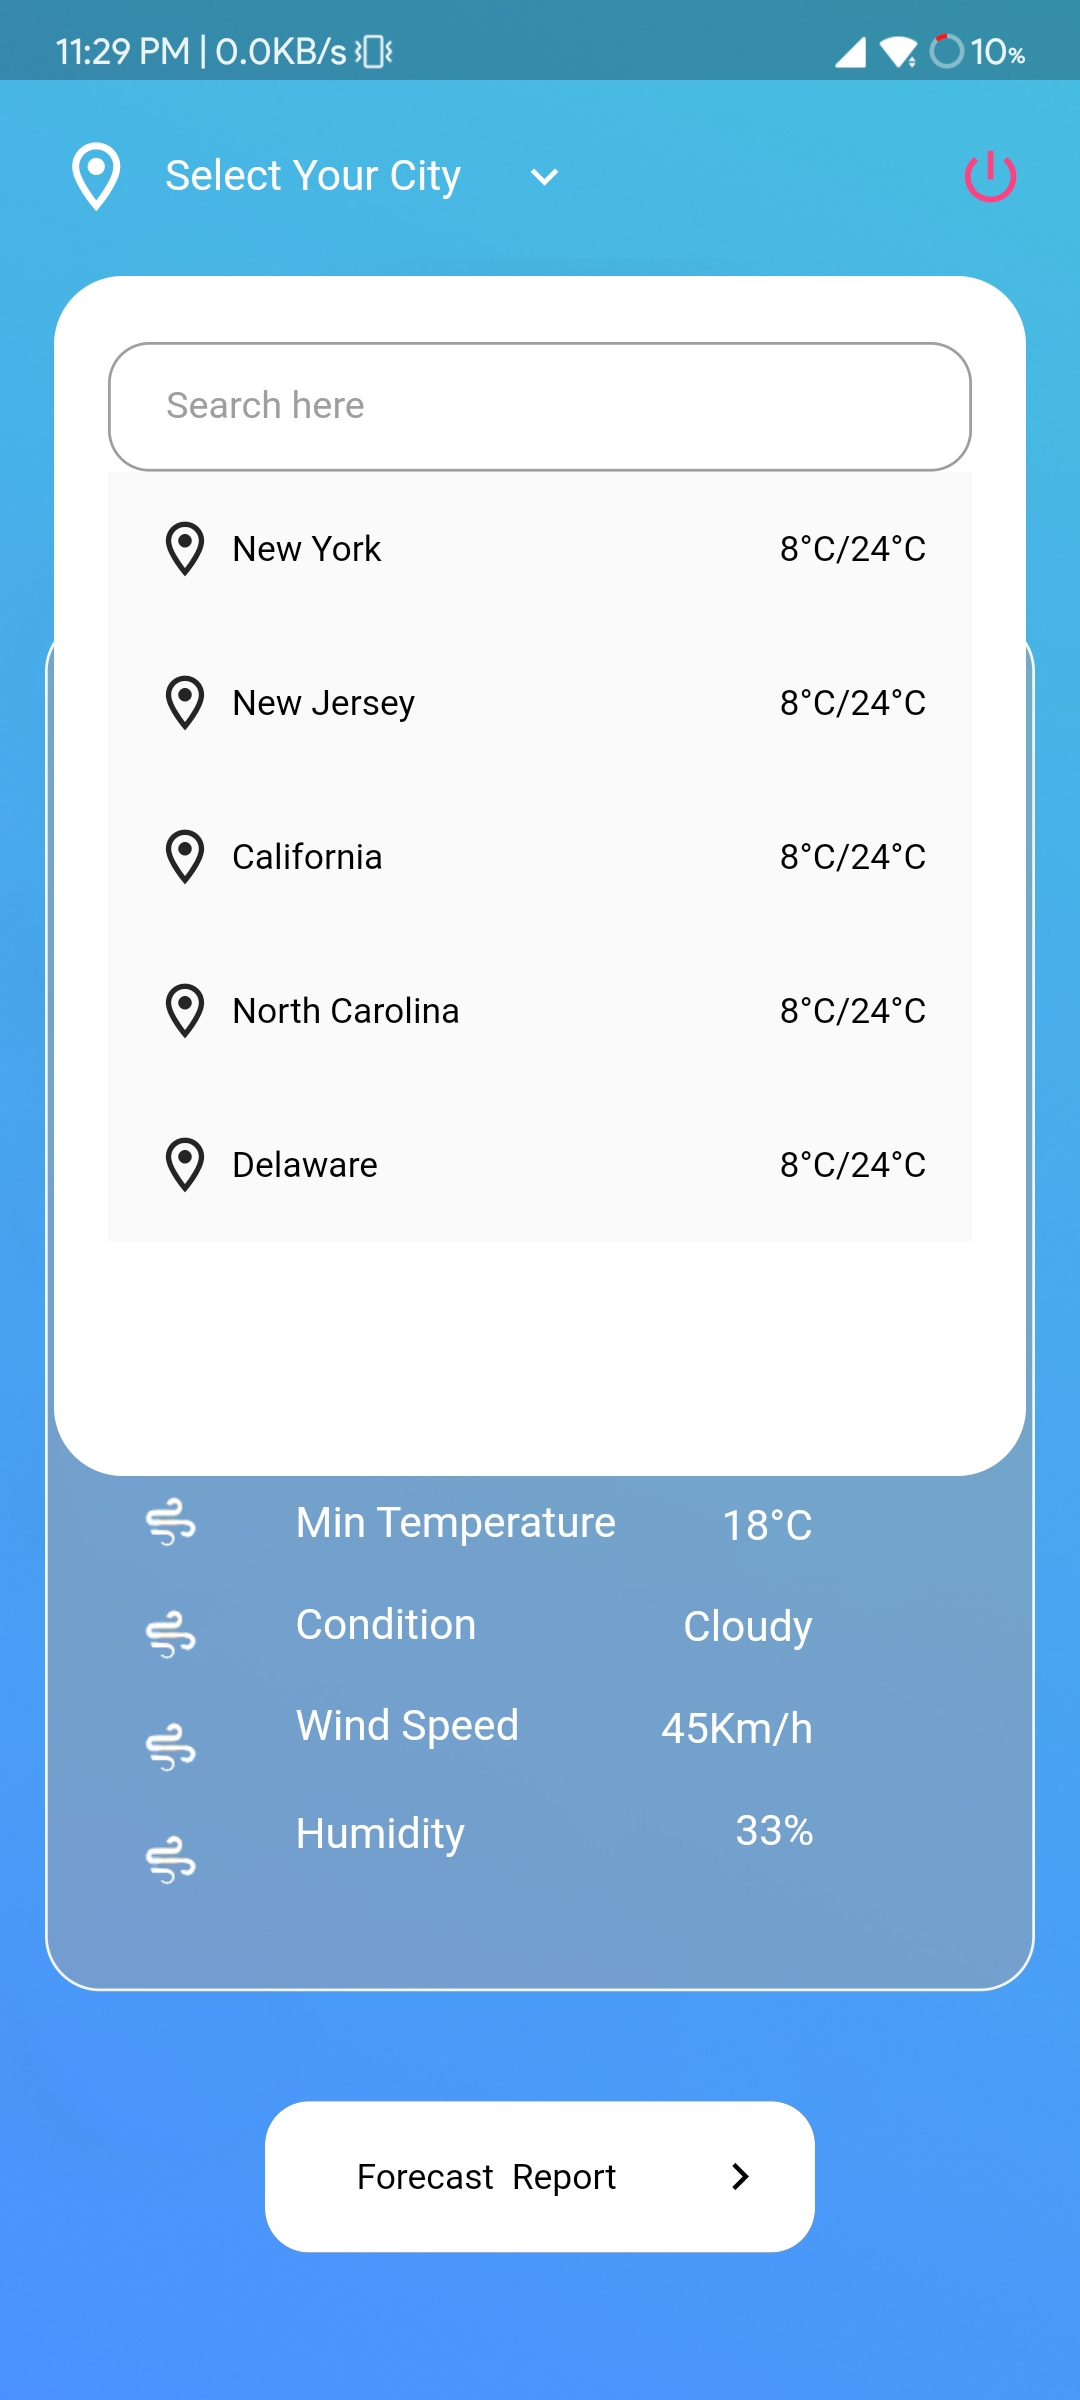 11:29 PM | 0.0KB/s 10%
Select Your City
Search here
New York 8°C/24°C
New Jersey 8°C/24°C
California 8°C/24°C
North Carolina 8°C/24°C
Delaware 8°C/24°C
Min Temperature 18°C
Condition Cloudy
Wind Speed 45Km/h
Humidity 33%
Forecast Report